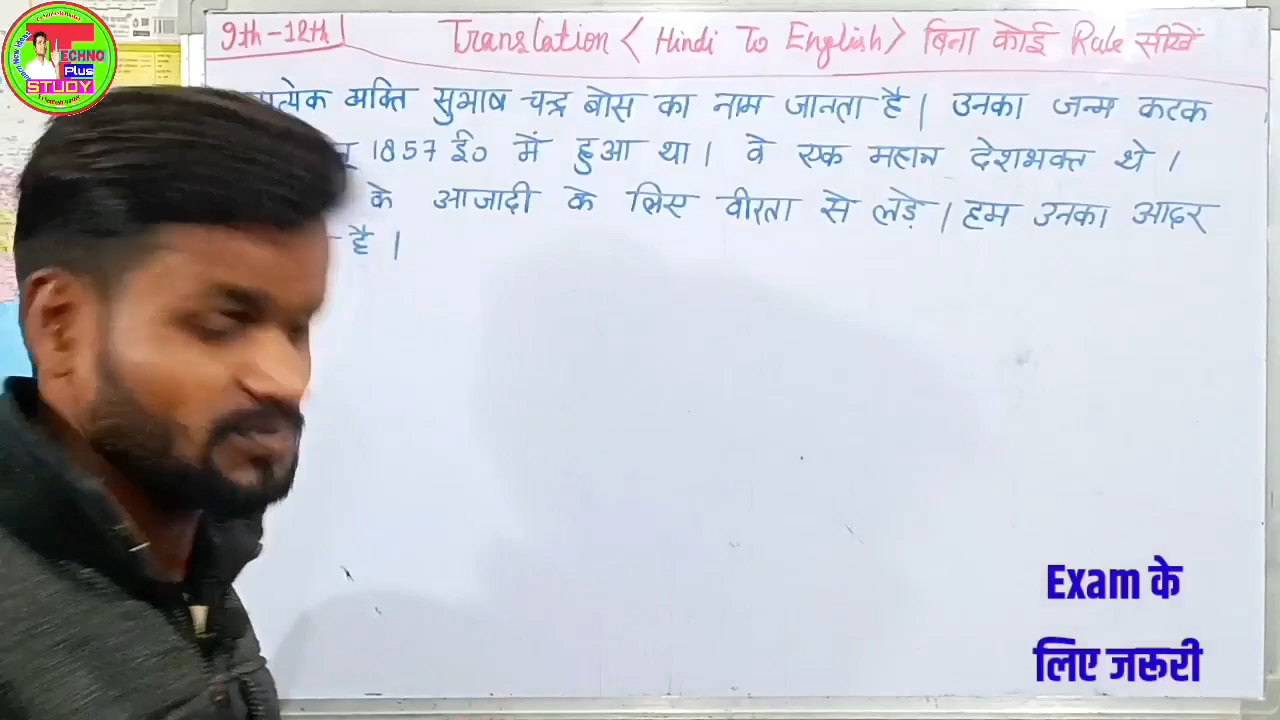 TECHNO
Plus
STUDY
9th-12th
Translation < Hindi To English > बिना कोई Rule सीखें
व्यक्ति सुभाष चन्द्र बोस का नाम जानता है। उनका जन्म कटक
1857 ई० में हुआ था। वे एक महान देशभक्त थे।
के आजादी के लिए वीरता से लड़े। हम उनका आदर
है।
Exam के
लिए जरूरी